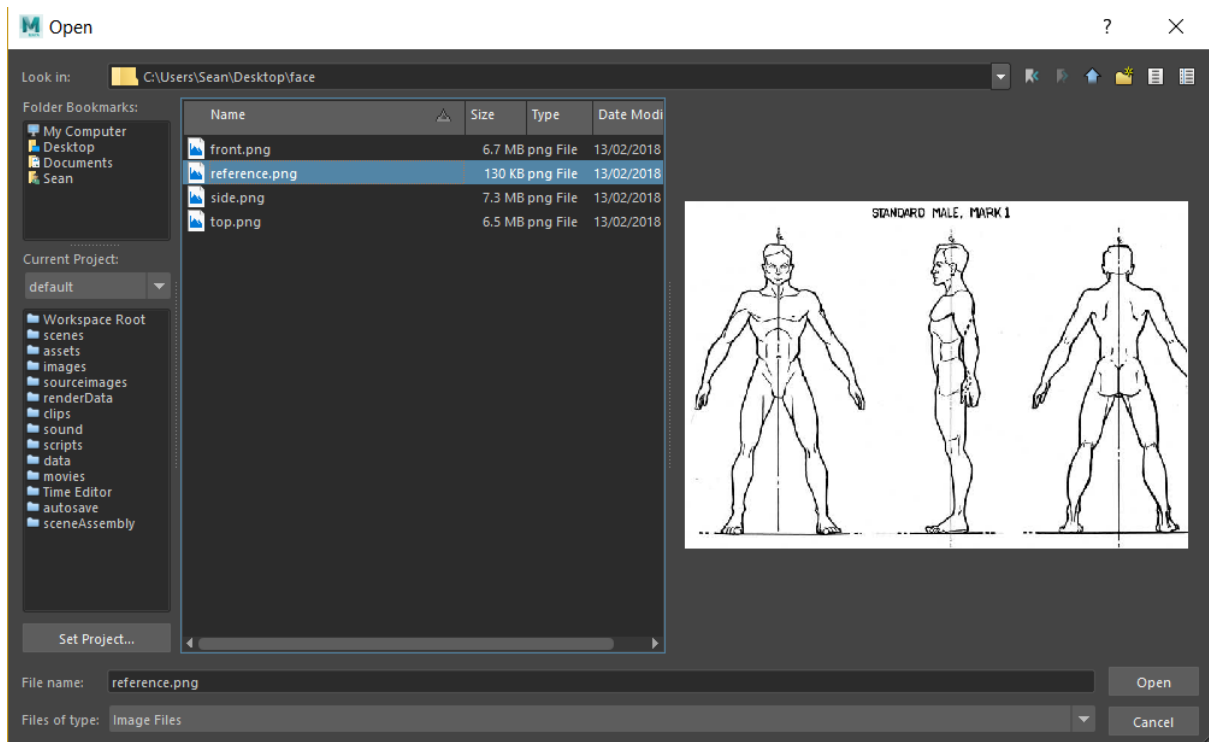 Open
?
Look in: C:\Users\Sean\Desktop\face
Folder Bookmarks:
My Computer
Desktop
Documents
Sean
Current Project:
default
Workspace Root
scenes
assets
images
sourceimages
renderData
clips
sound
scripts
data
movies
Time Editor
autosave
sceneAssembly
Set Project...
Name Size Type Date Modi
front.png 6.7 MB png File 13/02/2018
reference.png 130 KB png File 13/02/2018
side.png 7.3 MB png File 13/02/2018
top.png 6.5 MB png File 13/02/2018
STANDARD MALE, MARK 1
File name: reference.png Open
Files of type: Image Files Cancel